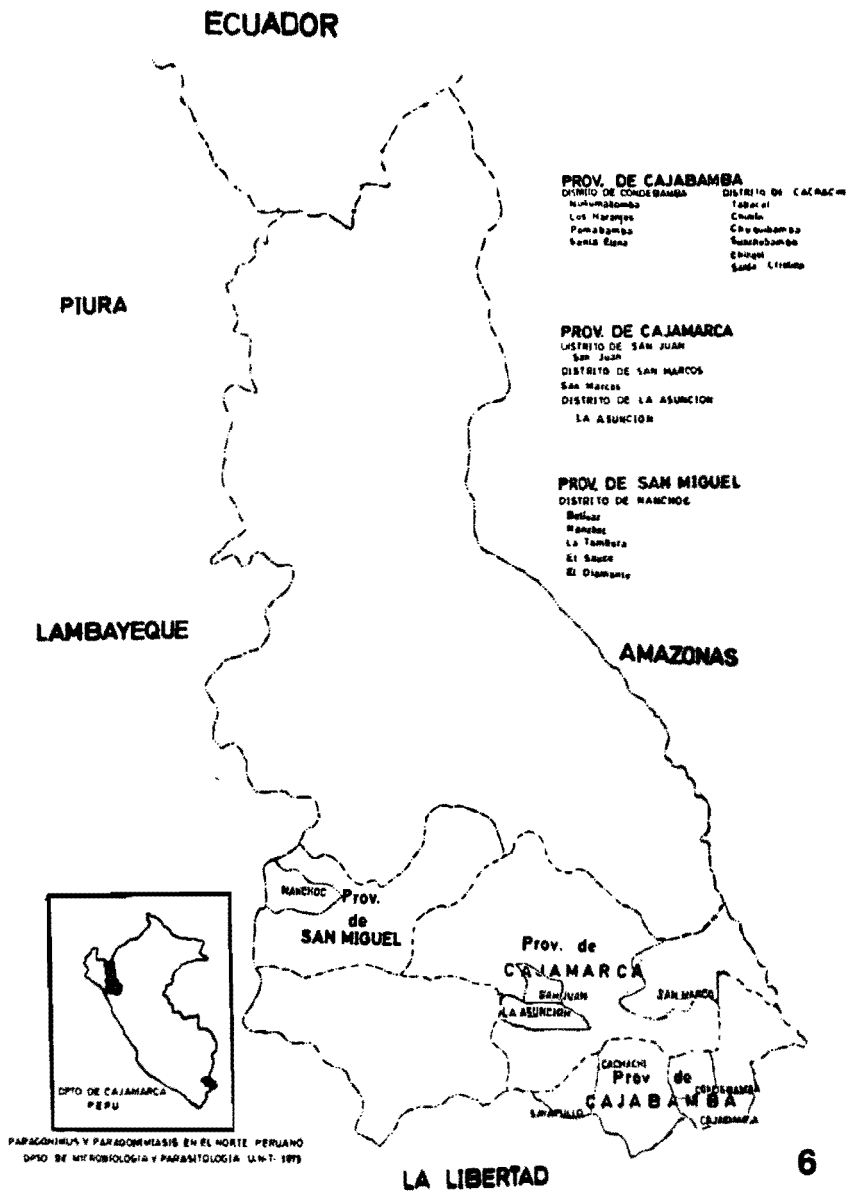 ECUADOR
PROV. DE CAJABAMBA
DISTRITO DE CONDEBAMBA
DISTRITO DE CACHACHI
Los Naranjos
Pomabamba
Santa Elena
Tabacal
Chuquibamba
PIURA
PROV. DE CAJAMARCA
DISTRITO DE SAN JUAN
San Juan
DISTRITO DE SAN MARCOS
San Marcos
DISTRITO DE LA ASUNCION
LA ASUNCION
PROV. DE SAN MIGUEL
DISTRITO DE NANCHOC
Bolivar
Nanchoc
El Sauce
El Diamante
LAMBAYEQUE
AMAZONAS
NANCHOC
Prov.
de
SAN MIGUEL
Prov. de
CAJAMARCA
SAN JUAN
SAN MARCO
LA ASUNCION
CACHACHI
Prov de
CONDEBAMBA
CAJABAMBA
SAYAPULLO
CAJABAMBA
DPTO DE CAJAMARCA
PERU
PARAGONIMUS Y PARAGONIMIASIS EN EL NORTE PERUANO
DPTO DE MICROBIOLOGIA Y PARASITOLOGIA U.N.T. 1975
6
LA LIBERTAD